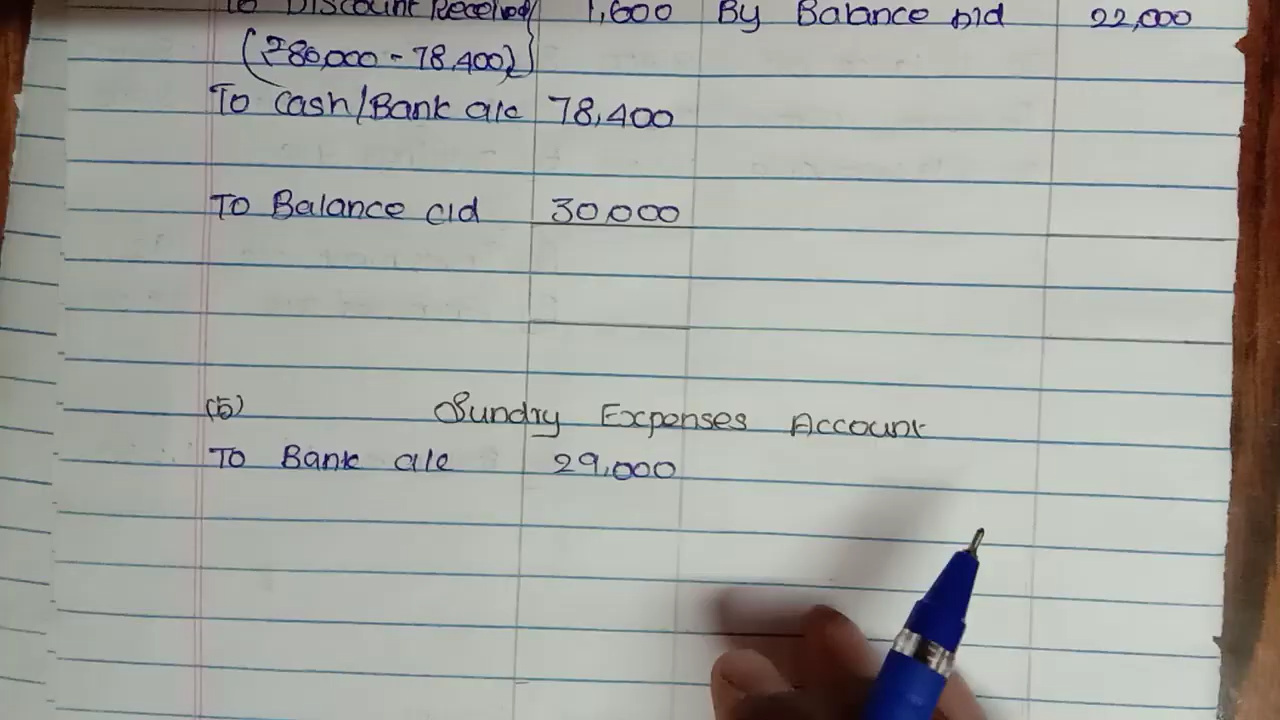 To Discount Received 1,600 By Balance b/d 22,000
(₹80,000 - 78,400)
To Cash/Bank a/c 78,400
To Balance c/d 30,000
(5) Sundry Expenses Account
To Bank a/c 29,000